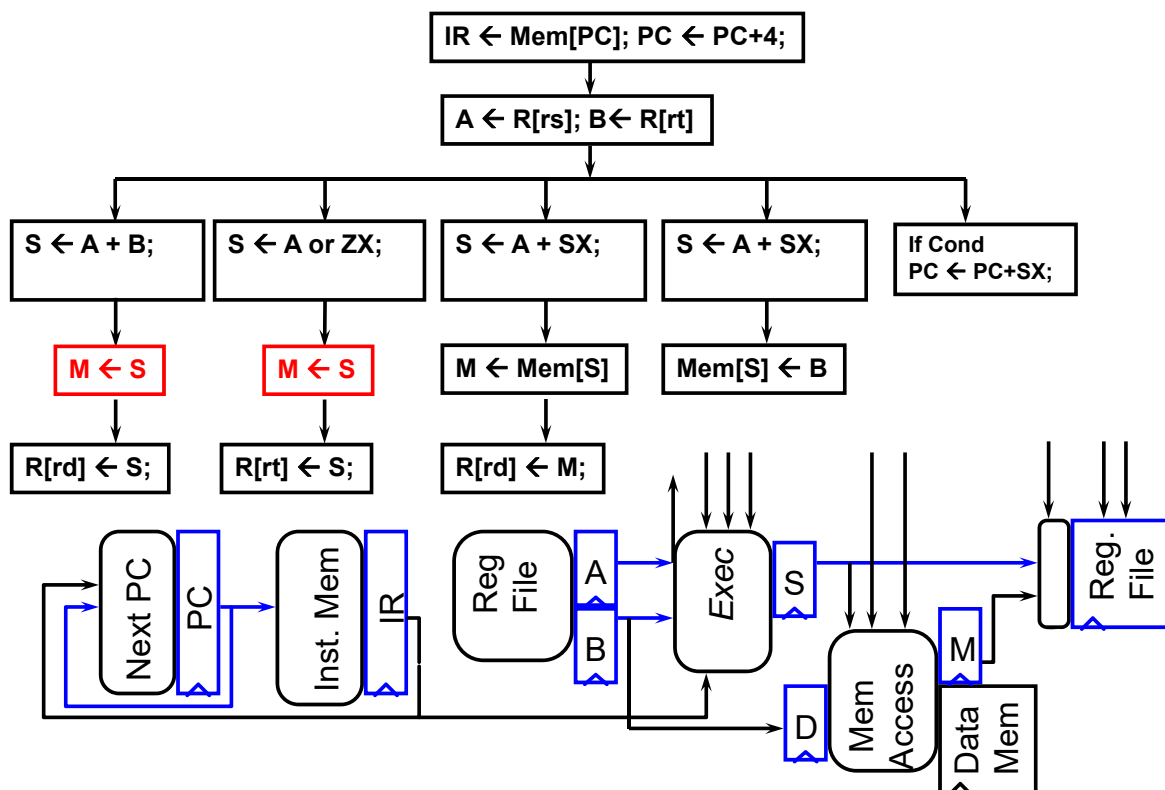 IR ← Mem[PC]; PC ← PC+4;
A ← R[rs]; B← R[rt]
S ← A + B;
S ← A or ZX;
S ← A + SX;
S ← A + SX;
If Cond
PC ← PC+SX;
M ← S
M ← S
M ← Mem[S]
Mem[S] ← B
R[rd] ← S;
R[rt] ← S;
R[rd] ← M;
Next PC
PC
Inst. Mem
IR
Reg
File
A
B
Exec
S
D
Mem
Access
M
Data
Mem
Reg.
File